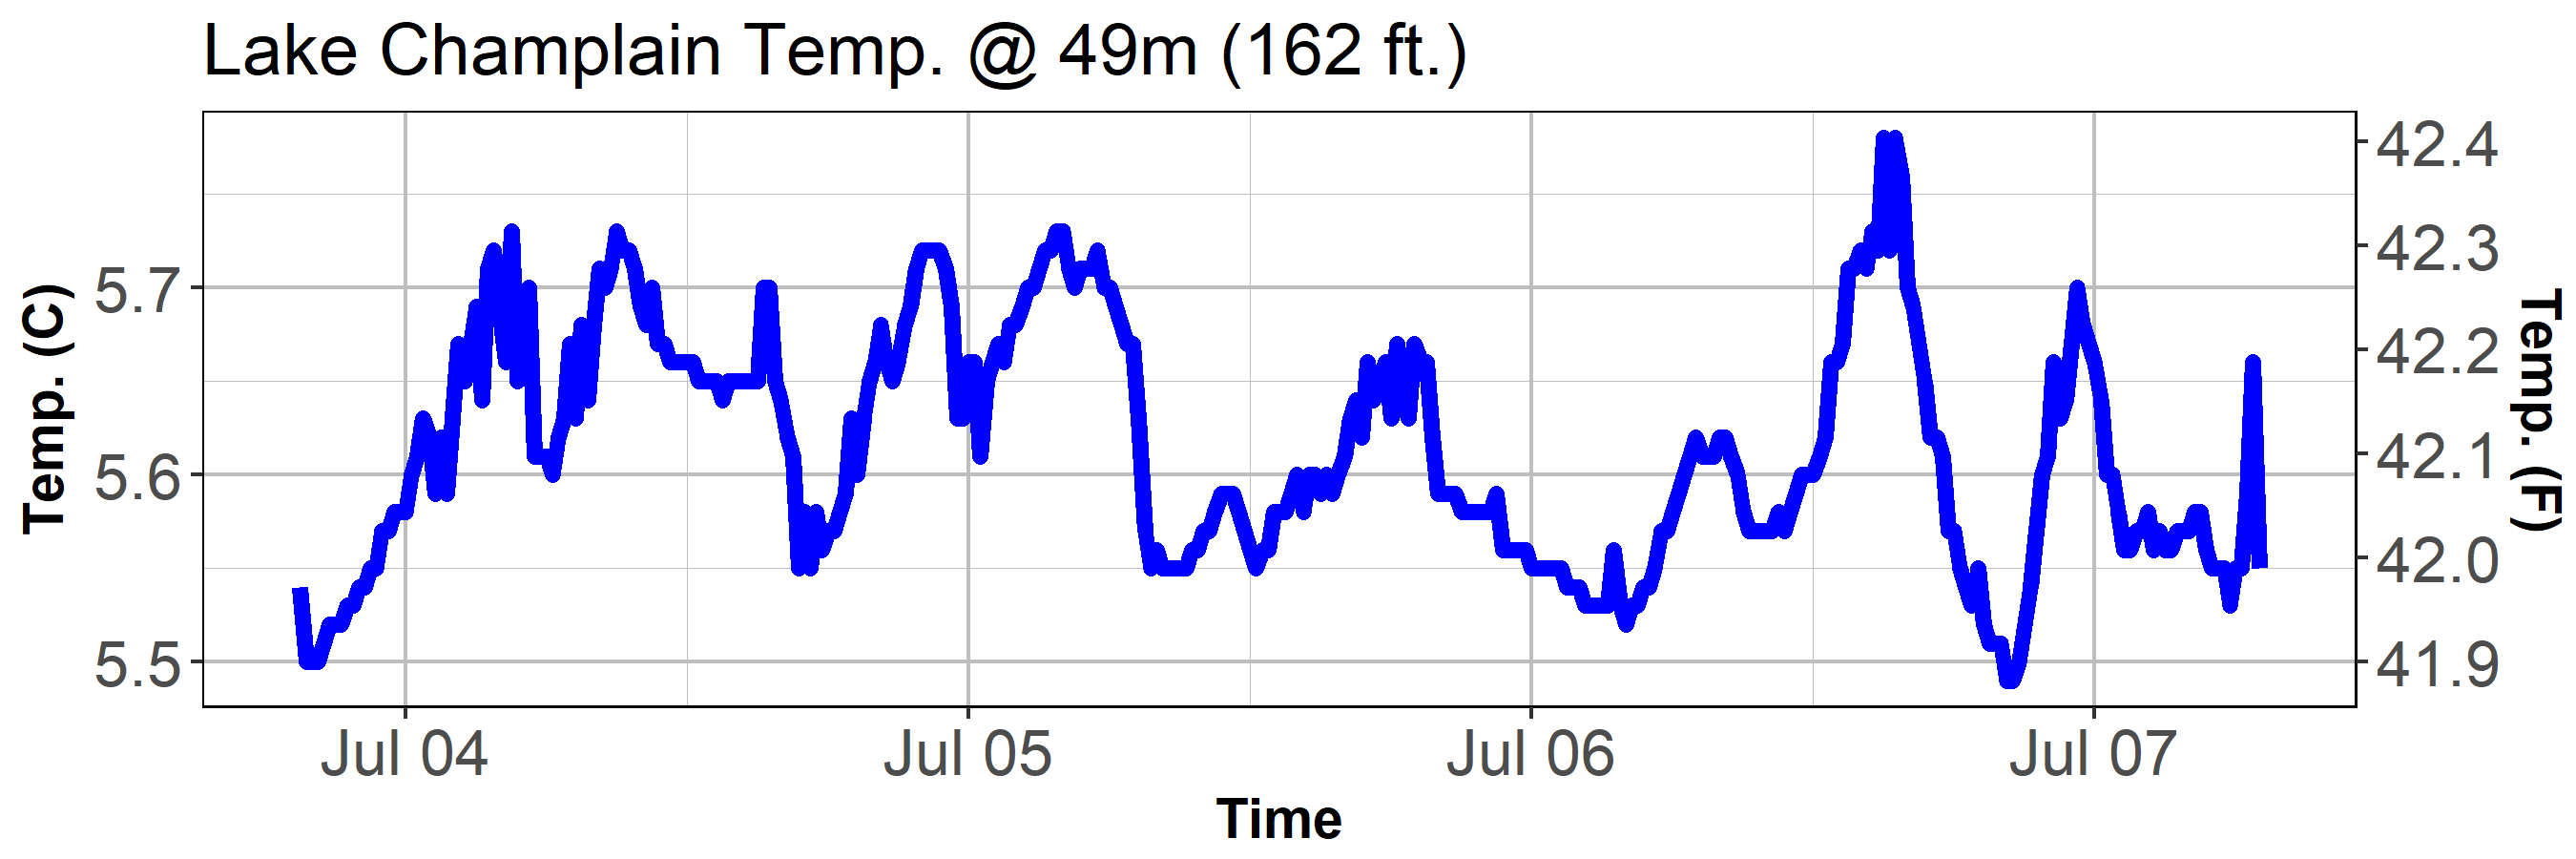 Lake Champlain Temp. @ 49m (162 ft.)
Temp. (C)
5.7
5.6
5.5
42.4
42.3
42.2
42.1
42.0
41.9
Temp. (F)
Jul 04
Jul 05
Jul 06
Jul 07
Time